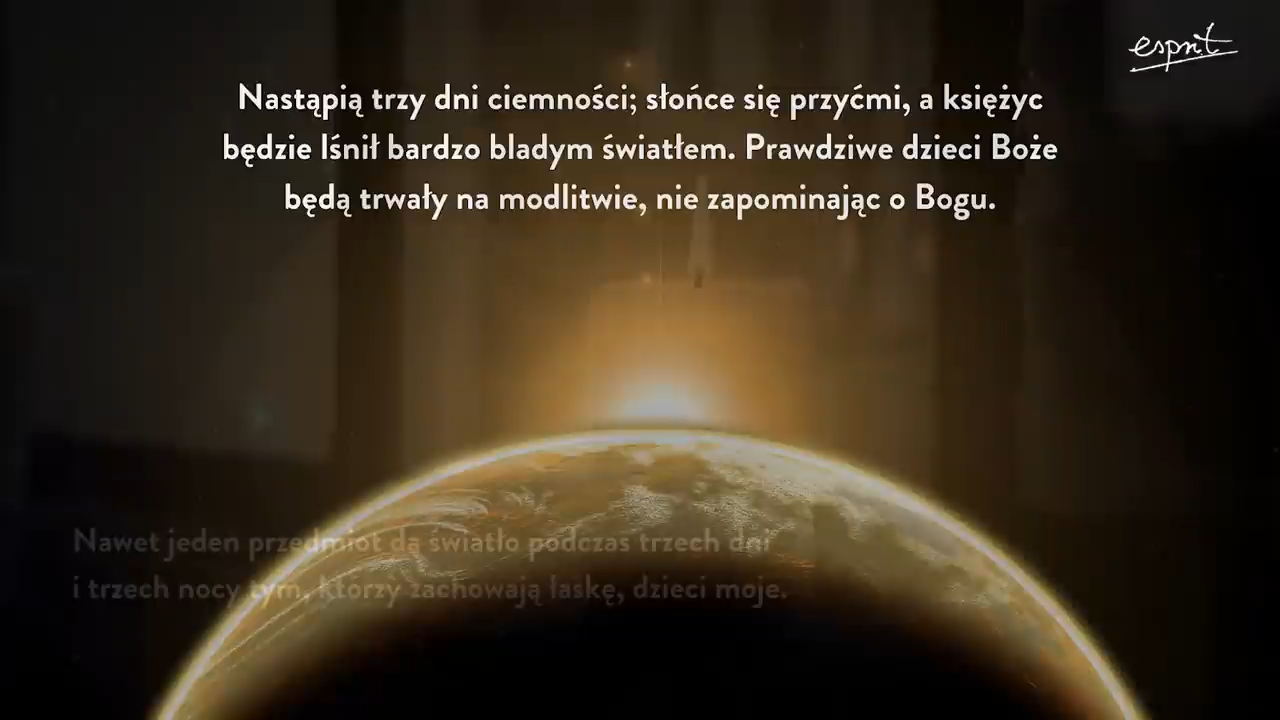 esprit
Nastąpią trzy dni ciemności; słońce się przyćmi, a księżyc
będzie lśnił bardzo bladym światłem. Prawdziwe dzieci Boże
będą trwały na modlitwie, nie zapominając o Bogu.
Nawet jeden przedmiot da światło podczas trzech dni
i trzech nocy tym, którzy zachowają łaskę, dzieci moje.